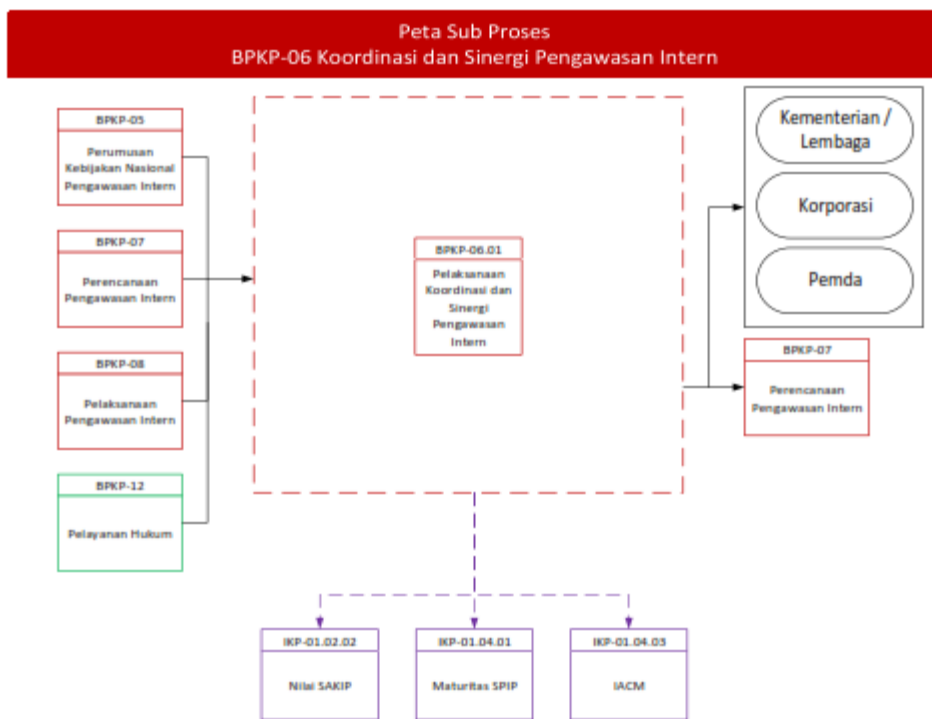 Peta Sub Proses
BPKP-06 Koordinasi dan Sinergi Pengawasan Intern
BPKP-05
Perumusan
Kebijakan Nasional
Pengawasan Intern
BPKP-07
Perencanaan
Pengawasan Intern
BPKP-08
Pelaksanaan
Pengawasan Intern
BPKP-12
Pelayanan Hukum
BPKP-06.01
Pelaksanaan
Koordinasi dan
Sinergi
Pengawasan
Intern
Kementerian /
Lembaga
Korporasi
Pemda
BPKP-07
Perencanaan
Pengawasan Intern
IKP-01.02.02
Nilai SAKIP
IKP-01.04.01
Maturitas SPIP
IKP-01.04.03
IACM